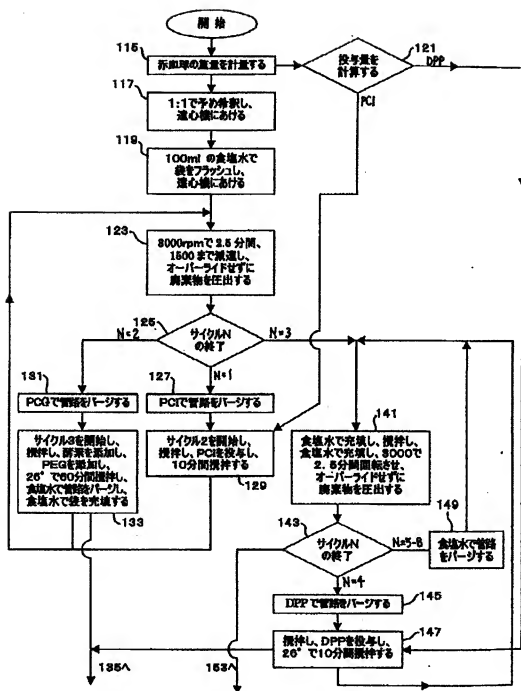 開始
115
赤血球の重量を計量する
投与量を
計算する
121
DPP
PCI
117
1:1で予め希釈し、
遠心機にあける
119
100ml の食塩水で
袋をフラッシュし、
遠心機にあける
123
3000rpmで2.5分間、
1500まで減速し、
オーバーライドせずに
廃棄物を圧出する
125
サイクルN
の終了
N=2
N=1
N=3
131
PCGで管路をパージする
127
PCIで管路をパージする
サイクル3を開始し、
攪拌し、酵素を添加し、
PEGを添加し、
26°で60分間攪拌し、
食塩水で管路をパージし、
食塩水で袋を充填する
133
サイクル2を開始し、
攪拌し、PCIを投与し、
10分間攪拌する
129
141
食塩水で充填し、攪拌し、
食塩水で充填し、3000で
2.5分間回転させ、
オーバーライドせずに
廃棄物を圧出する
143
サイクルN
の終了
N=5-8
N=4
149
食塩水で管路
をパージする
DPPで管路をパージする
145
攪拌し、DPPを投与し、
26°で10分間攪拌する
147
135へ
153へ